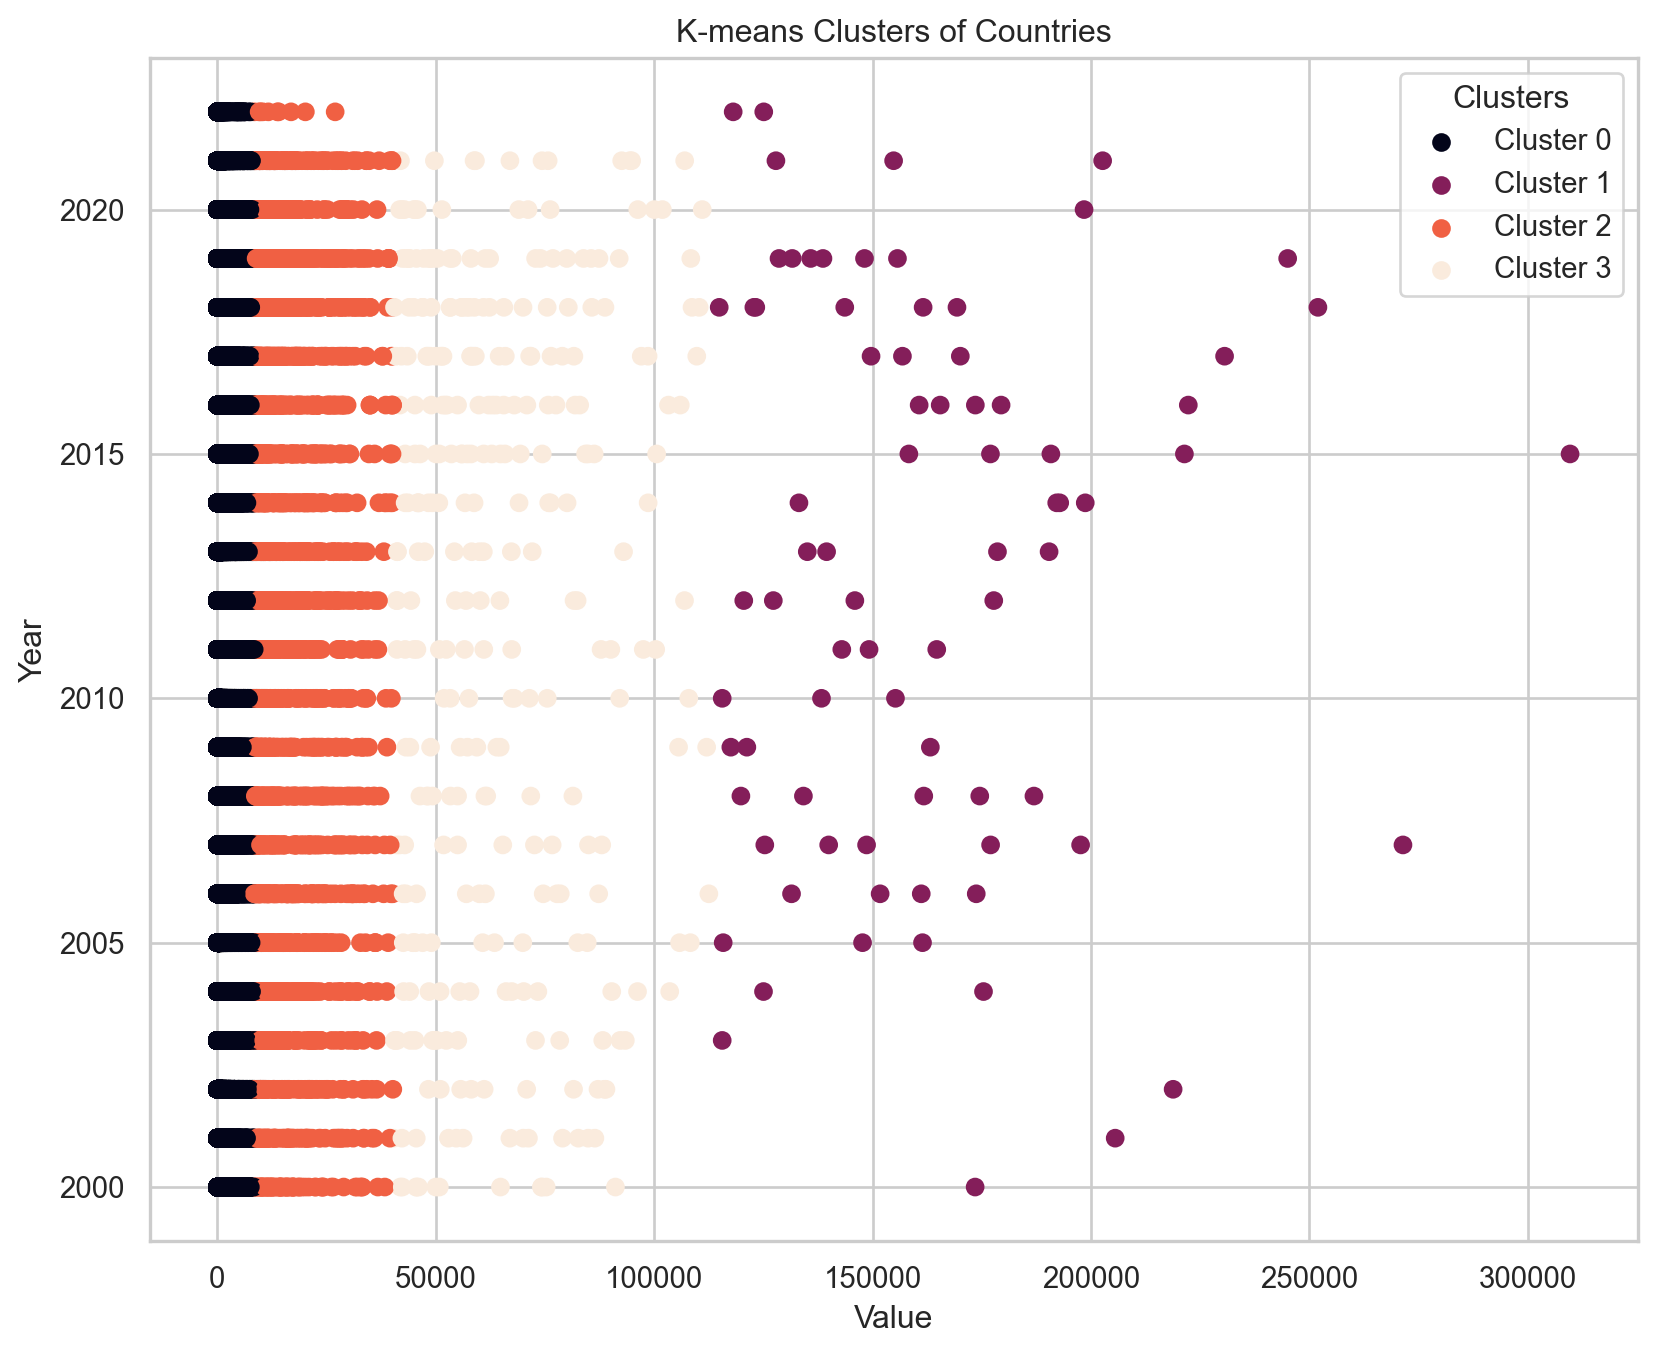 K-means Clusters of Countries
Clusters
Cluster 0
Cluster 1
Cluster 2
Cluster 3
Year
2020
2015
2010
2005
2000
0 50000 100000 150000 200000 250000 300000
Value